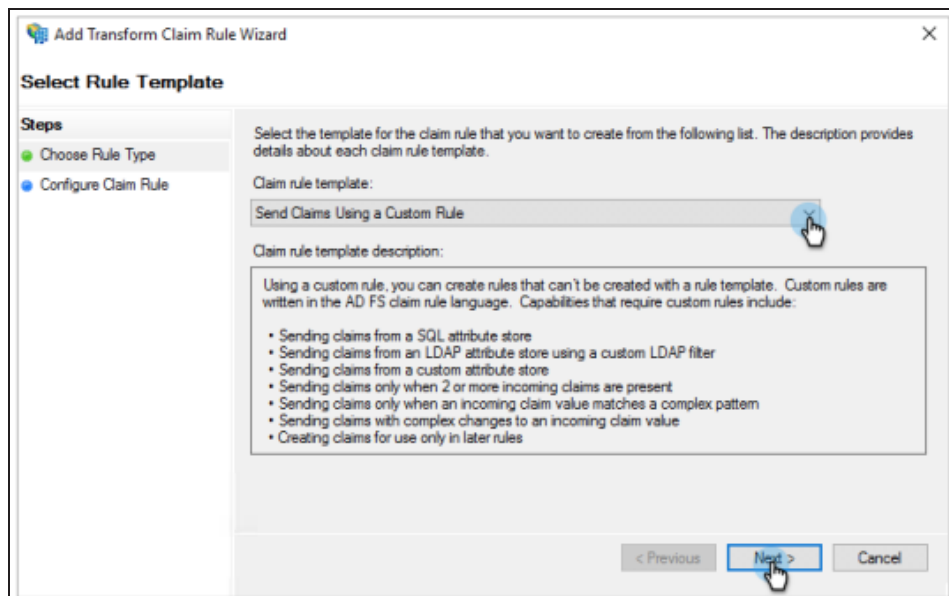 Add Transform Claim Rule Wizard
Select Rule Template
Steps
Choose Rule Type
Configure Claim Rule
Select the template for the claim rule that you want to create from the following list. The description provides
details about each claim rule template.
Claim rule template:
Send Claims Using a Custom Rule
Claim rule template description:
Using a custom rule, you can create rules that can't be created with a rule template. Custom rules are
written in the AD FS claim rule language. Capabilities that require custom rules include:
• Sending claims from a SQL attribute store
• Sending claims from an LDAP attribute store using a custom LDAP filter
• Sending claims from a custom attribute store
• Sending claims only when 2 or more incoming claims are present
• Sending claims only when an incoming claim value matches a complex pattern
• Sending claims with complex changes to an incoming claim value
• Creating claims for use only in later rules
< Previous
Next >
Cancel